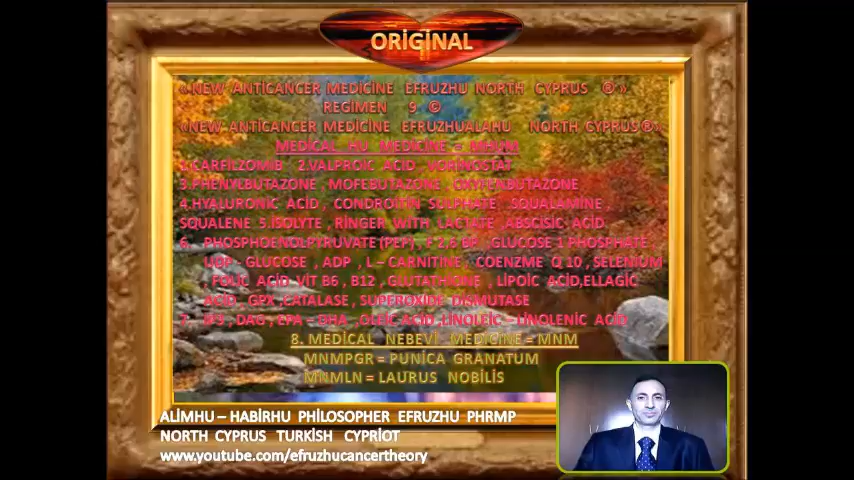 ORİGİNAL
«NEW ANTİCANCER MEDİCİNE EFRUZHU NORTH CYPRUS ®»
REGİMEN 9 ©
«NEW ANTİCANCER MEDİCİNE EFRUZHUALAHU NORTH CYPRUS®»
MEDİCAL HU MEDİCİNE = MHUM
1.CARFİLZOMİB 2.VALPROİC ACİD VORİNOSTAT
3.PHENYLBUTAZONE , MOFEBUTAZONE , OXYFENBUTAZONE
4.HYALURONİC ACİD , CONDROİTİN SULPHATE , SQUALAMİNE ,
SQUALENE 5.İSOLYTE , RİNGER WİTH LACTATE ,ABSCİSİC ACİD
6. PHOSPHOENOLPYRUVATE (PEP) , F 2,6 BP , GLUCOSE 1 PHOSPHATE ,
UDP - GLUCOSE , ADP , L – CARNİTİNE , COENZME Q 10 , SELENİUM
, FOLİC ACİD VİT B6 , B12 , GLUTATHİONE , LİPOİC ACİD,ELLAGİC
ACİD , GPX ,CATALASE , SUPEROXİDE DİSMUTASE
7. İP3 , DAG , EPA – DHA ,OLEİC ACİD ,LİNOLEİC – LİNOLENİC ACİD
8. MEDİCAL NEBEVİ MEDİCİNE = MNM
MNMPGR = PUNİCA GRANATUM
MNMLN = LAURUS NOBİLİS
ALİMHU – HABİRHU PHİLOSOPHER EFRUZHU PHRMP
NORTH CYPRUS TURKİSH CYPRİOT
www.youtube.com/efruzhucancertheory